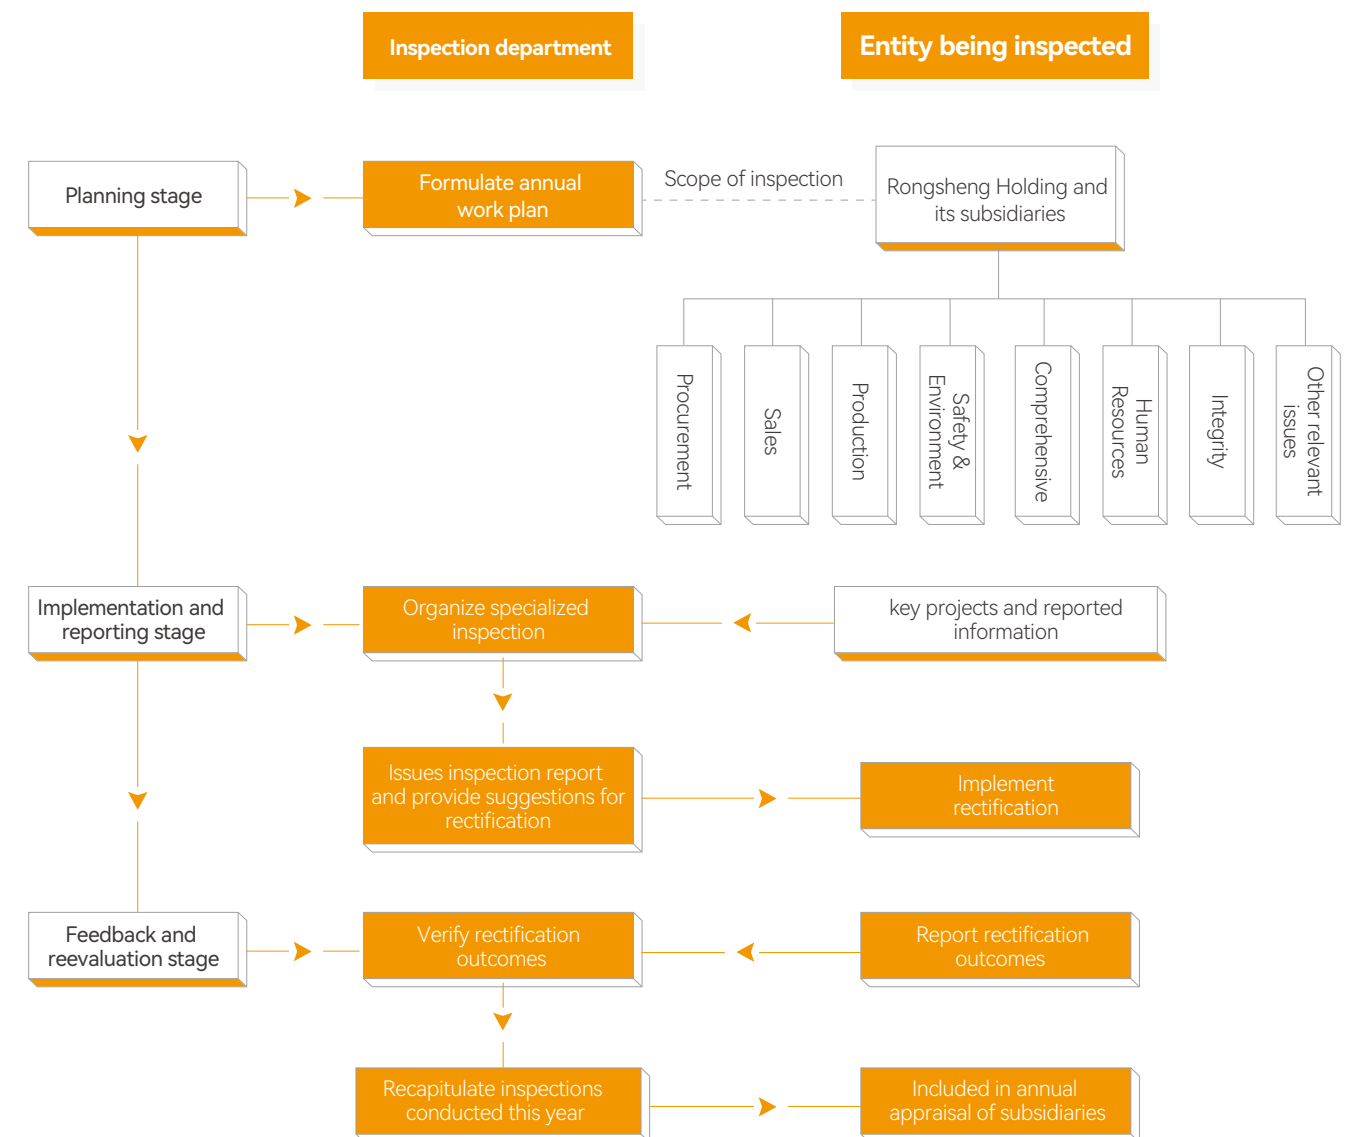 Inspection department
Entity being inspected
Planning stage
Formulate annual
work plan
Scope of inspection
Rongsheng Holding and
its subsidiaries
Procurement
Sales
Production
Safety &
Environment
Comprehensive
Human
Resources
Integrity
Other relevant
issues
Implementation and
reporting stage
Organize specialized
inspection
key projects and reported
information
Issues inspection report
and provide suggestions for
rectification
Implement
rectification
Feedback and
reevaluation stage
Verify rectification
outcomes
Report rectification
outcomes
Recapitulate inspections
conducted this year
Included in annual
appraisal of subsidiaries